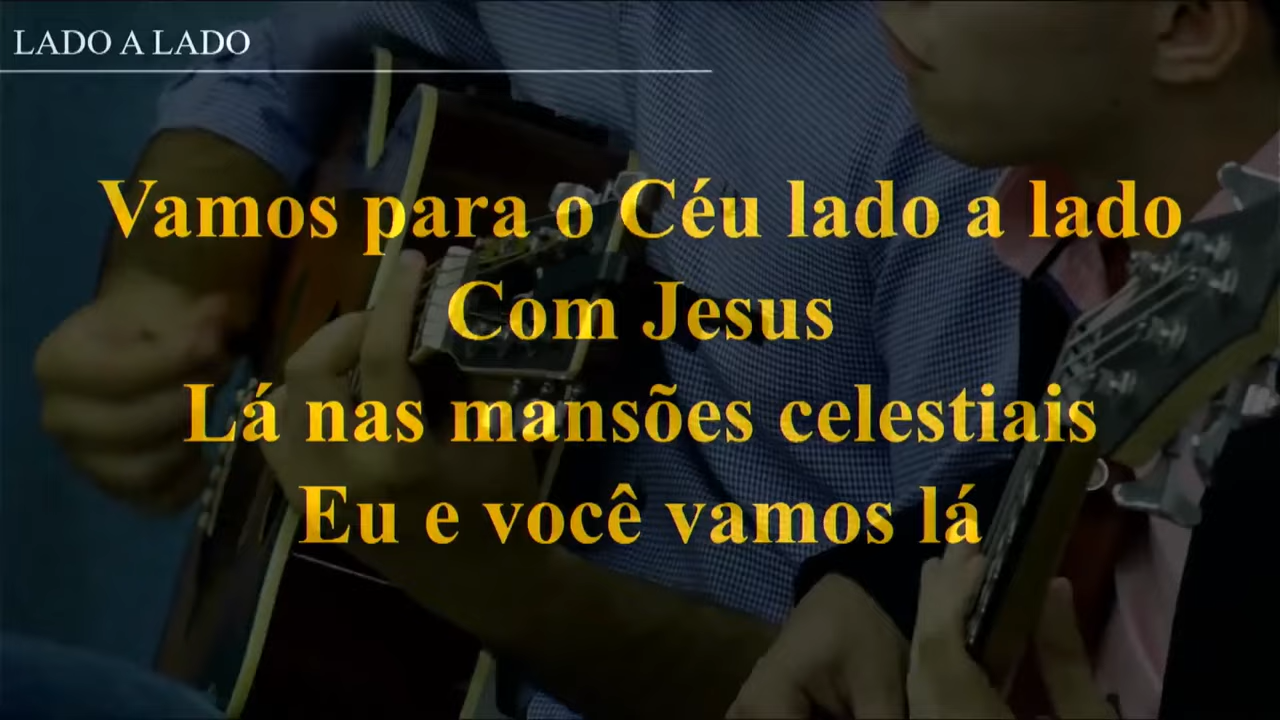 LADO A LADO
Vamos para o Céu lado a lado
Com Jesus
Lá nas mansões celestiais
Eu e você vamos lá